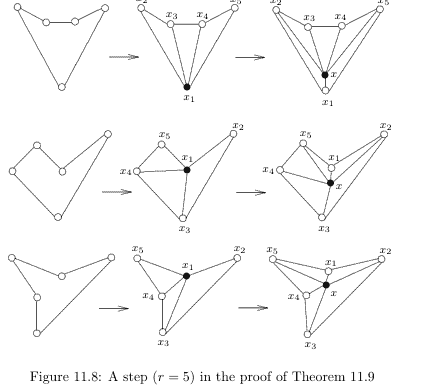 x2 x5 x2 x5
x3 x4 x3 x4
x
x1 x1
x5 x2 x5 x2
x4 x1 x4 x1
x
x3 x3
x5 x1 x2 x5 x1 x2
x4 x4 x
x3 x3
Figure 11.8: A step (r = 5) in the proof of Theorem 11.9